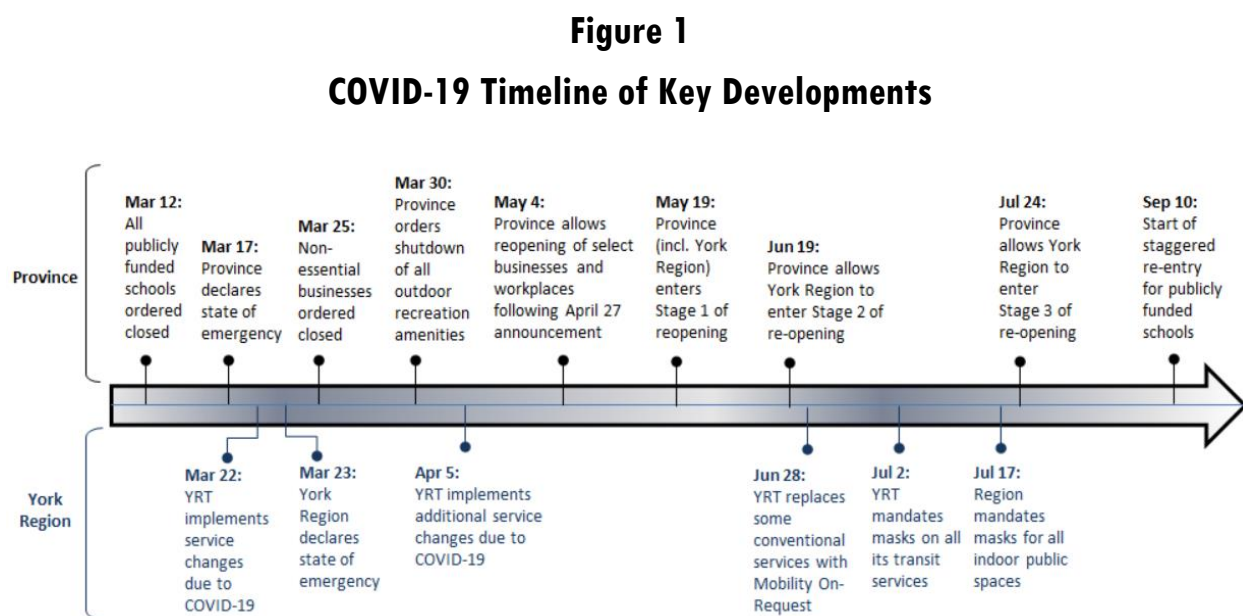 Figure 1
COVID-19 Timeline of Key Developments
Province
Mar 12:
All
publicly
funded
schools
ordered
closed
Mar 17:
Province
declares
state of
emergency
Mar 25:
Non-
essential
businesses
ordered
closed
Mar 30:
Province
orders
shutdown
of all
outdoor
recreation
amenities
May 4:
Province allows
reopening of select
businesses and
workplaces
following April 27
announcement
May 19:
Province
(incl. York
Region)
enters
Stage 1 of
reopening
Jun 19:
Province allows
York Region to
enter Stage 2 of
re-opening
Jul 24:
Province
allows York
Region to
enter
Stage 3 of
re-opening
Sep 10:
Start of
staggered
re-entry
for publicly
funded
schools
York
Region
Mar 22:
YRT
implements
service
changes
due to
COVID-19
Mar 23:
York
Region
declares
state of
emergency
Apr 5:
YRT implements
additional service
changes due to
COVID-19
Jun 28:
YRT replaces
some
conventional
services with
Mobility On-
Request
Jul 2:
YRT
mandates
masks on all
its transit
services
Jul 17:
Region
mandates
masks for all
indoor public
spaces